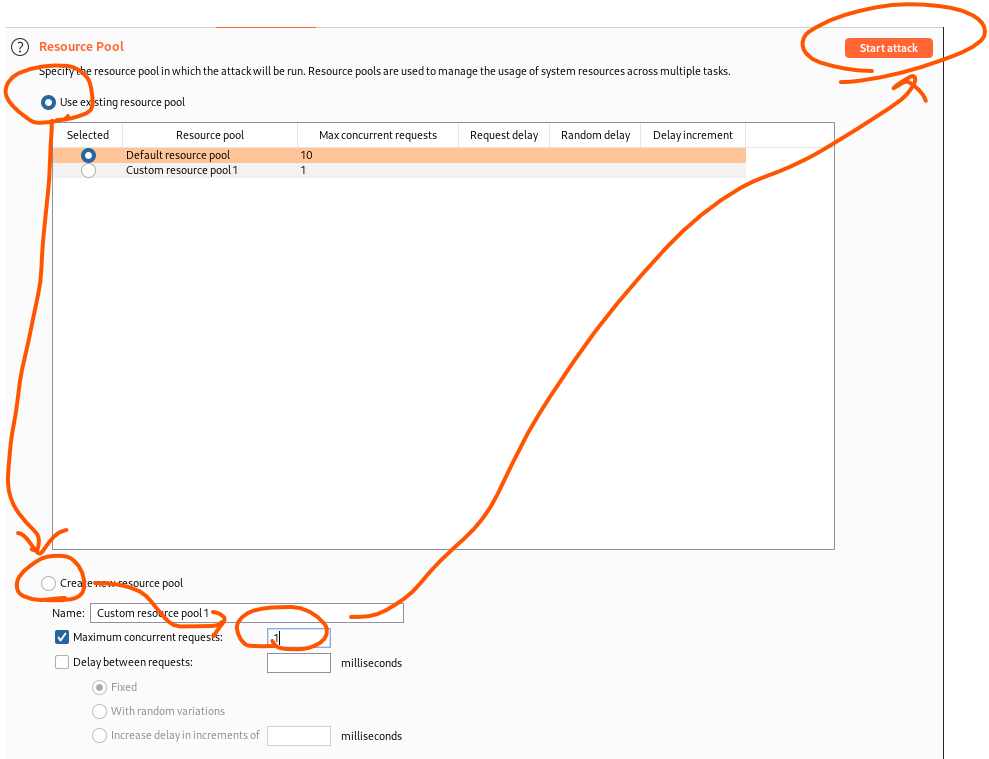 ? Resource Pool
Start attack
Specify the resource pool in which the attack will be run. Resource pools are used to manage the usage of system resources across multiple tasks.
Use existing resource pool
Selected Resource pool Max concurrent requests Request delay Random delay Delay increment
Default resource pool 10
Custom resource pool 1 1
Create new resource pool
Name: Custom resource pool 1
Maximum concurrent requests: 1
Delay between requests: milliseconds
Fixed
With random variations
Increase delay in increments of milliseconds